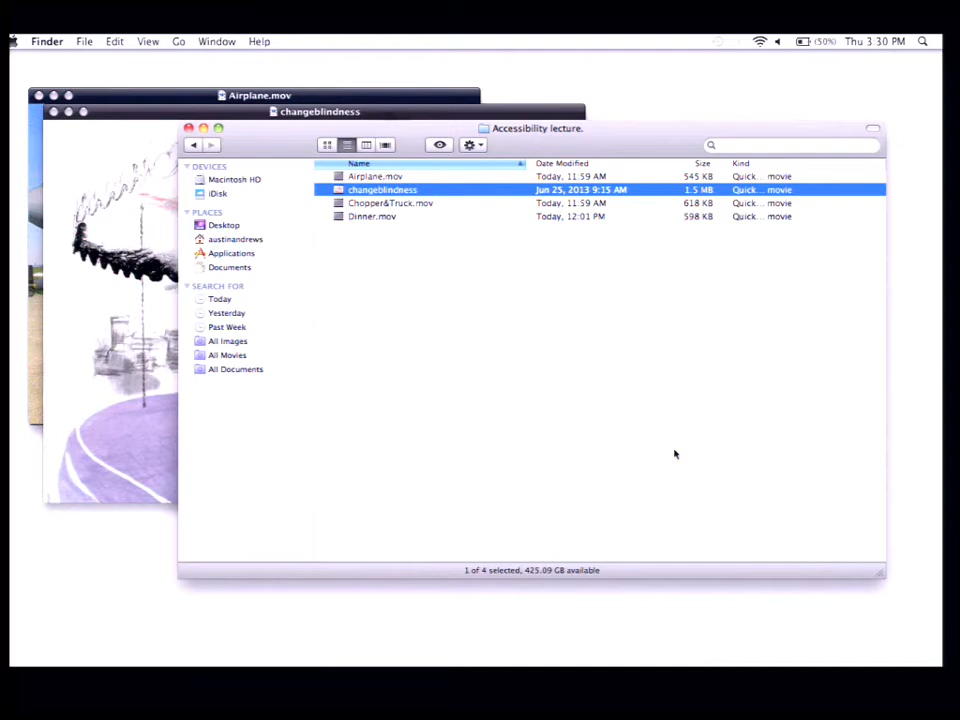 Finder File Edit View Go Window Help (50%) Thu 3:30 PM
Airplane.mov
changeblindness
Accessibility lecture.
DEVICES
Macintosh HD
iDisk
PLACES
Desktop
austinandrews
Applications
Documents
SEARCH FOR
Today
Yesterday
Past Week
All Images
All Movies
All Documents
Name Date Modified Size Kind
Airplane.mov Today, 11:59 AM 545 KB Quick... movie
changeblindness Jun 25, 2013 9:15 AM 1.5 MB Quick... movie
Chopper&Truck.mov Today, 11:59 AM 618 KB Quick... movie
Dinner.mov Today, 12:01 PM 598 KB Quick... movie
1 of 4 selected, 425.09 GB available